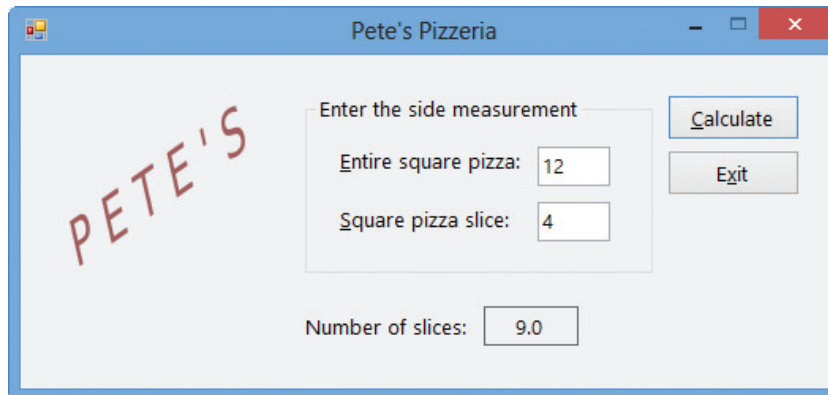 Pete's Pizzeria
PETE'S
Enter the side measurement
Entire square pizza: 12
Square pizza slice: 4
Number of slices: 9.0
Calculate
Exit